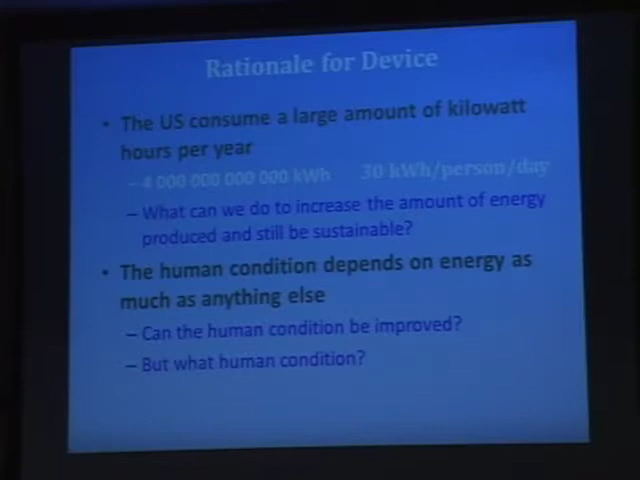 Rationale for Device
• The US consume a large amount of kilowatt
hours per year
– 4 000 000 000 000 kWh 30 kWh/person/day
– What can we do to increase the amount of energy
produced and still be sustainable?
• The human condition depends on energy as
much as anything else
– Can the human condition be improved?
– But what human condition?